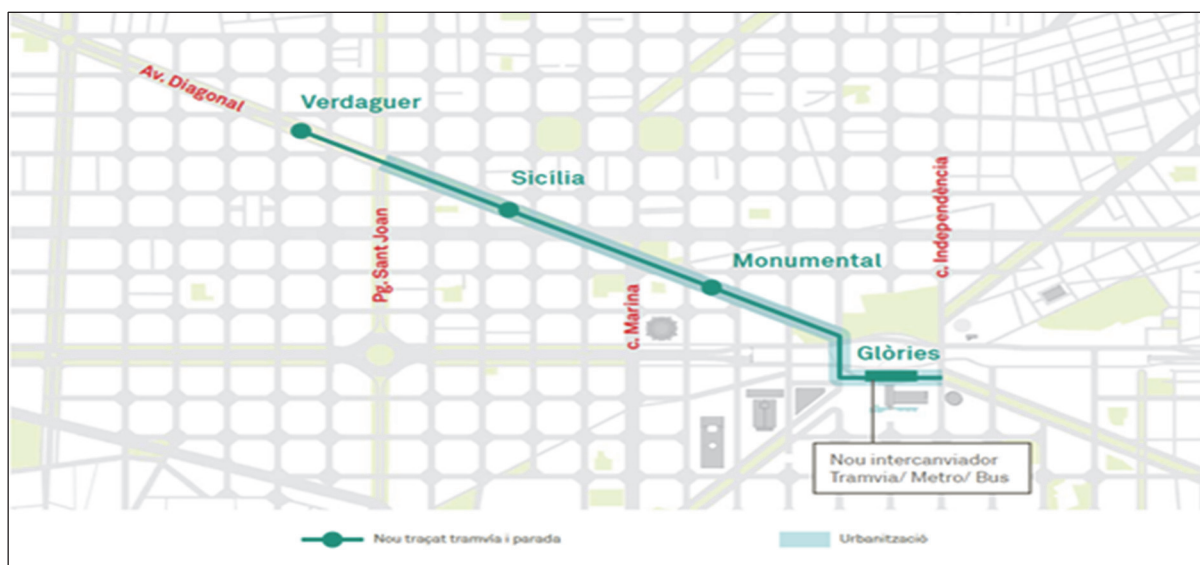 Av. Diagonal
Verdaguer
Sicília
Pg. Sant Joan
Monumental
c. Marina
c. Independència
Glòries
Nou intercanviador
Tramvia/ Metro/ Bus
Nou traçat tramvía i parada
Urbanització